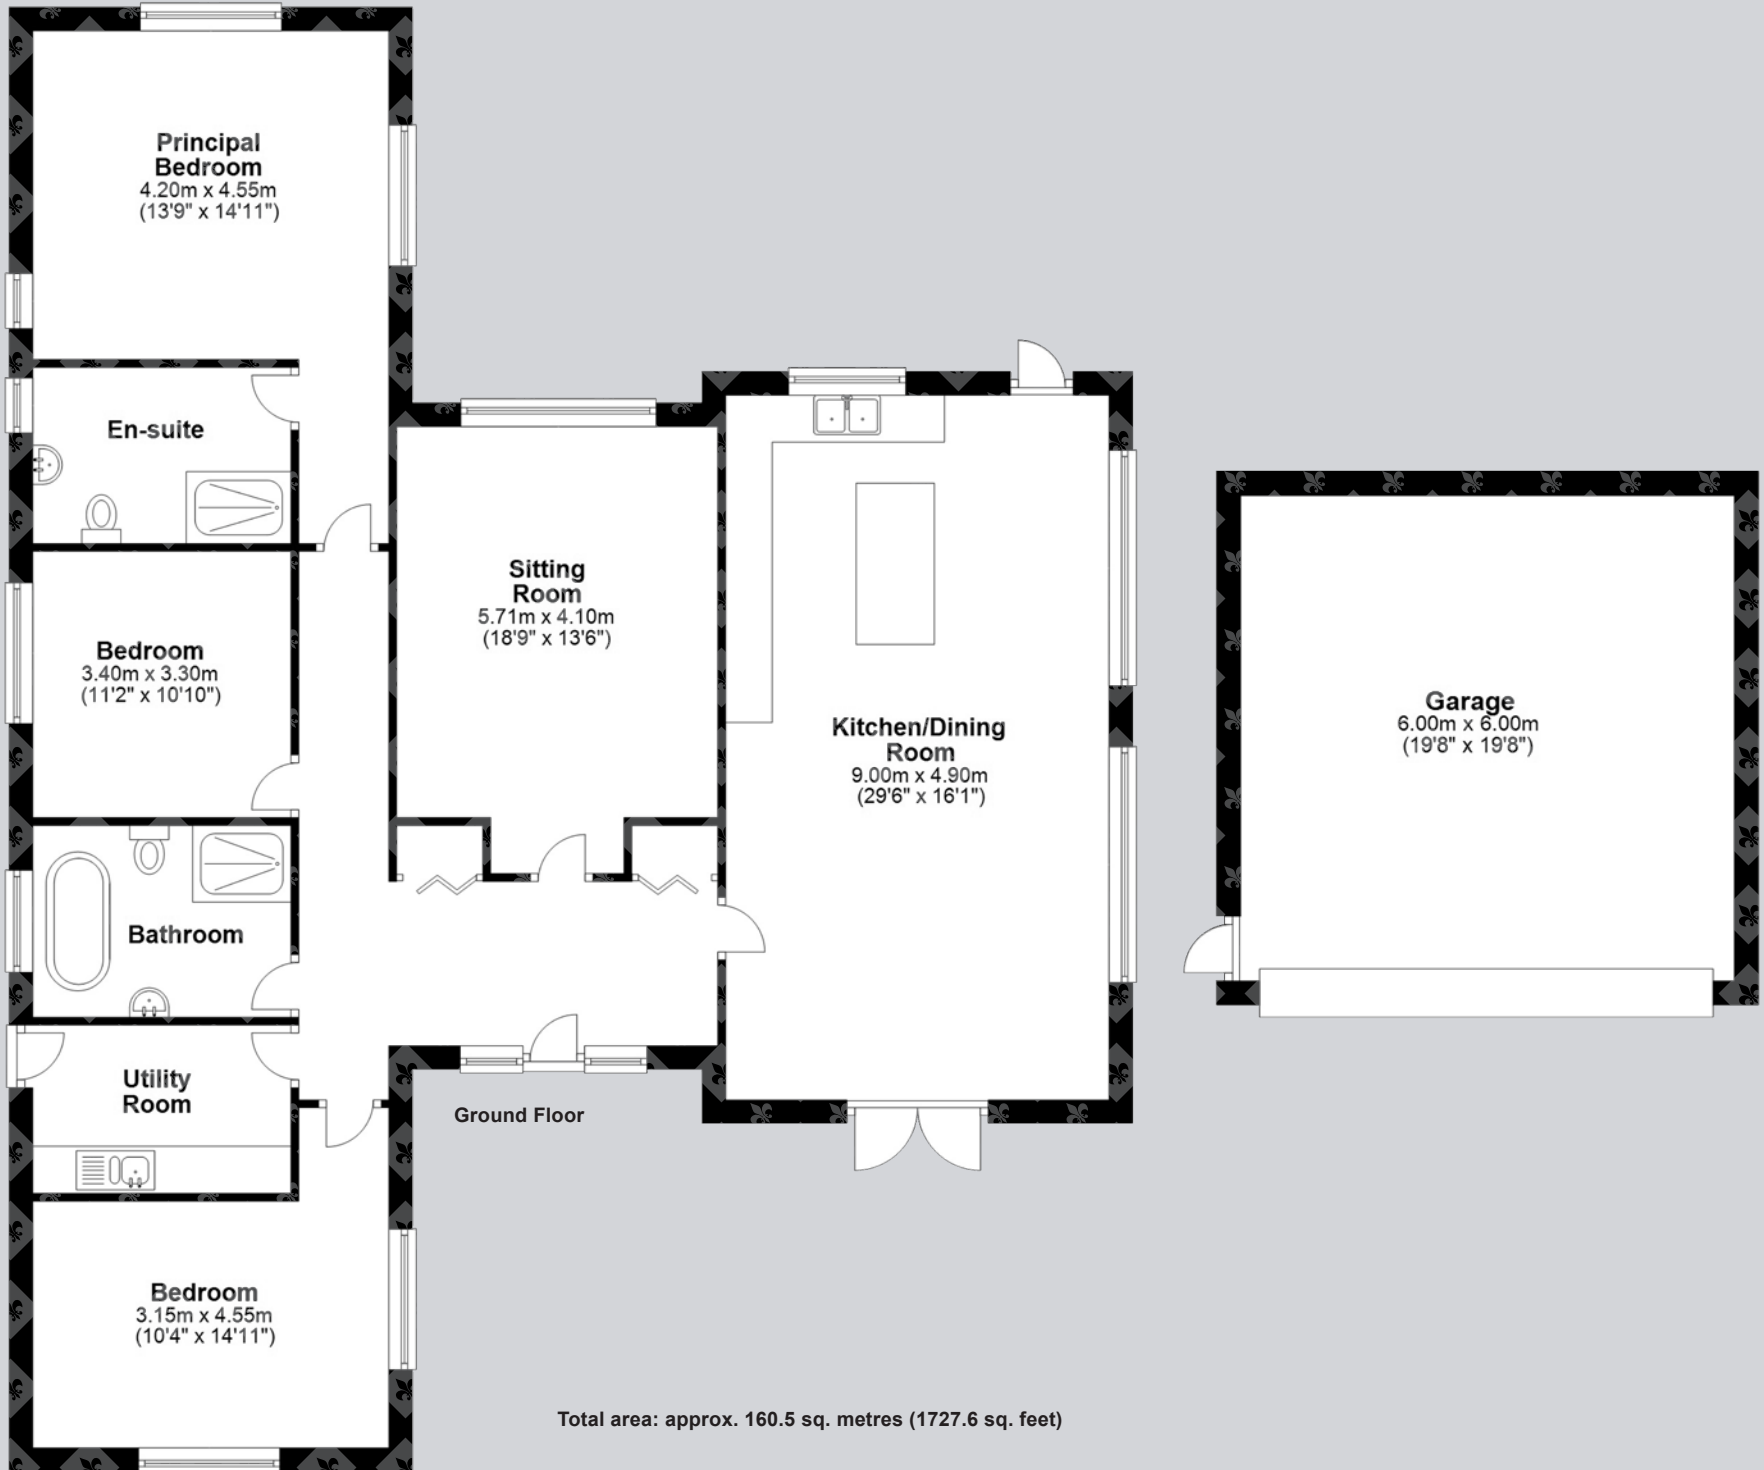 Principal
Bedroom
4.20m x 4.55m
(13'9" x 14'11")
En-suite
Sitting
Room
5.71m x 4.10m
(18'9" x 13'6")
Bedroom
3.40m x 3.30m
(11'2" x 10'10")
Kitchen/Dining
Room
9.00m x 4.90m
(29'6" x 16'1")
Garage
6.00m x 6.00m
(19'8" x 19'8")
Bathroom
Utility
Room
Ground Floor
Bedroom
3.15m x 4.55m
(10'4" x 14'11")
Total area: approx. 160.5 sq. metres (1727.6 sq. feet)